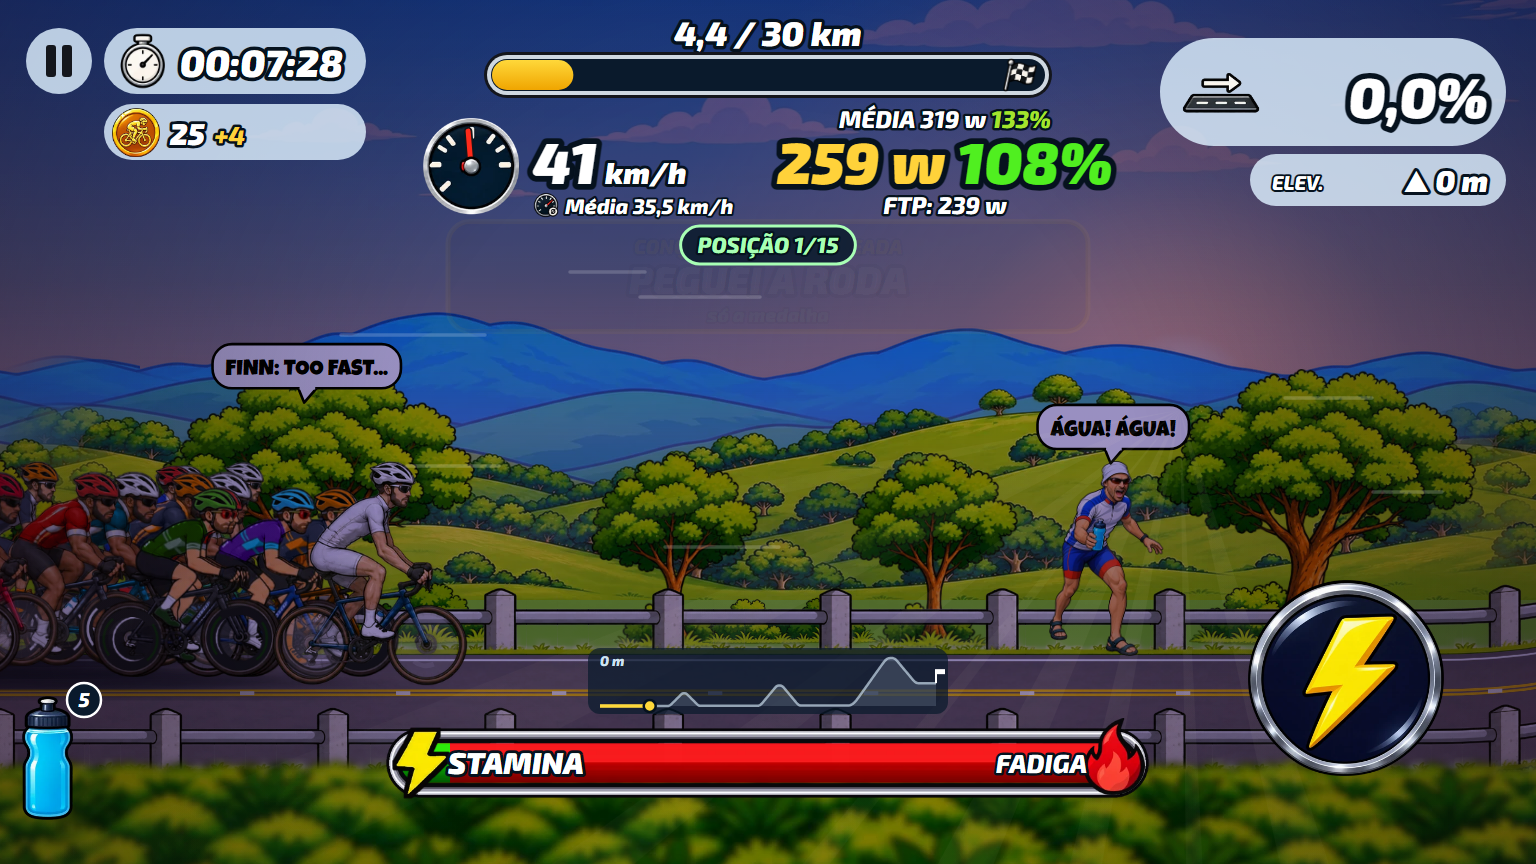 4,4 / 30 km
00:07:28
25 +4
0,0%
ELEV. 0 m
MÉDIA 319 w 133%
41 km/h
259 w 108%
Média 35,5 km/h
FTP: 239 w
POSIÇÃO 1/15
PEGUE A RODA
FINN: TOO FAST...
ÁGUA! ÁGUA!
0 m
5
STAMINA
FADIGA